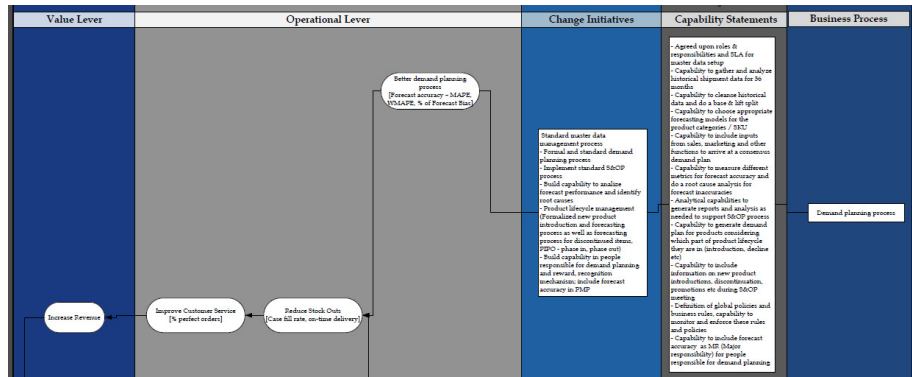 Value Lever
Operational Lever
Change Initiatives
Capability Statements
Business Process
Better demand planning
process
[Forecast accuracy – MAPE,
WMAPE, % of Forecast Bias]
Standard master data
management process
- Formal and standard demand
planning process
- Implement standard S&OP
process
- Build capability to analize
forecast performance and identify
root causes
- Product lifecycle management
(Formalized new product
introduction and forecasting
process as well as forecasting
process for discontinued items,
PIPO - phase in, phase out)
- Build capability in people
responsible for demand planning
and reward, recognition
mechanism; include forecast
accuracy in PMP
- Agreed upon roles &
responsibilities and SLA for
master data setup
- Capability to gather and analyze
historical shipment data for 36
months
- Capability to cleanse historical
data and do a base & lift split
- Capability to choose appropriate
forecasting models for the
product categories / SKU
- Capability to include inputs
from sales, marketing and other
functions to arrive at a consensus
demand plan
- Capability to measure different
metrics for forecast accuracy and
do a root cause analysis for
forecast inaccuracies
- Analytical capabilities to
generate reports and analysis as
needed to support S&OP process
- Capability to generate demand
plan for products considering
which part of product lifecycle
they are in (introduction, decline
etc)
- Capability to include
information on new product
introductions, discontinuation,
promotions etc during S&OP
meeting
- Definition of global policies and
business rules, capability to
monitor and enforce these rules
and policies
- Capability to include forecast
accuracy as MR (Major
responsibility) for people
responsible for demand planning
Demand planning process
Increase Revenue
Improve Customer Service
[% perfect orders]
Reduce Stock Outs
[Case fill rate, on-time delivery]